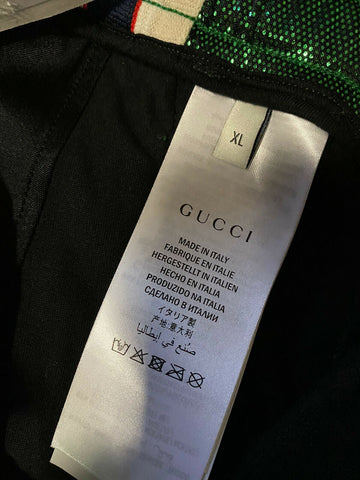 XL
GUCCI
MADE IN ITALY
FABRIQUE EN ITALIE
HERGESTELLT IN ITALIEN
HECHO EN ITALIA
PRODUZIDO NA ITALIA
СДЕЛАНО В ИТАЛИИ
イタリア製
产地:意大利
صنع في إيطاليا